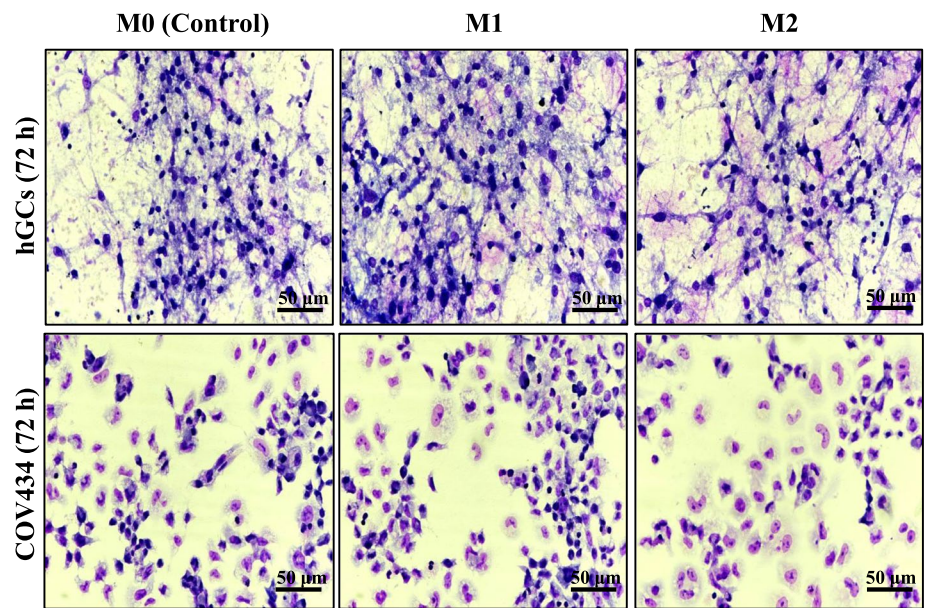 M0 (Control) M1 M2
hGCs (72 h)
50 µm 50 µm 50 µm
COV434 (72 h)
50 µm 50 µm 50 µm